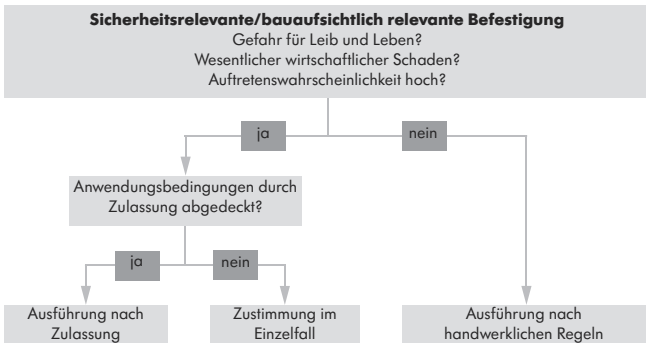 Sicherheitsrelevante/bauaufsichtlich relevante Befestigung
Gefahr für Leib und Leben?
Wesentlicher wirtschaftlicher Schaden?
Auftretenswahrscheinlichkeit hoch?
ja
nein
Anwendungsbedingungen durch
Zulassung abgedeckt?
ja
nein
Ausführung nach
Zulassung
Zustimmung im
Einzelfall
Ausführung nach
handwerklichen Regeln